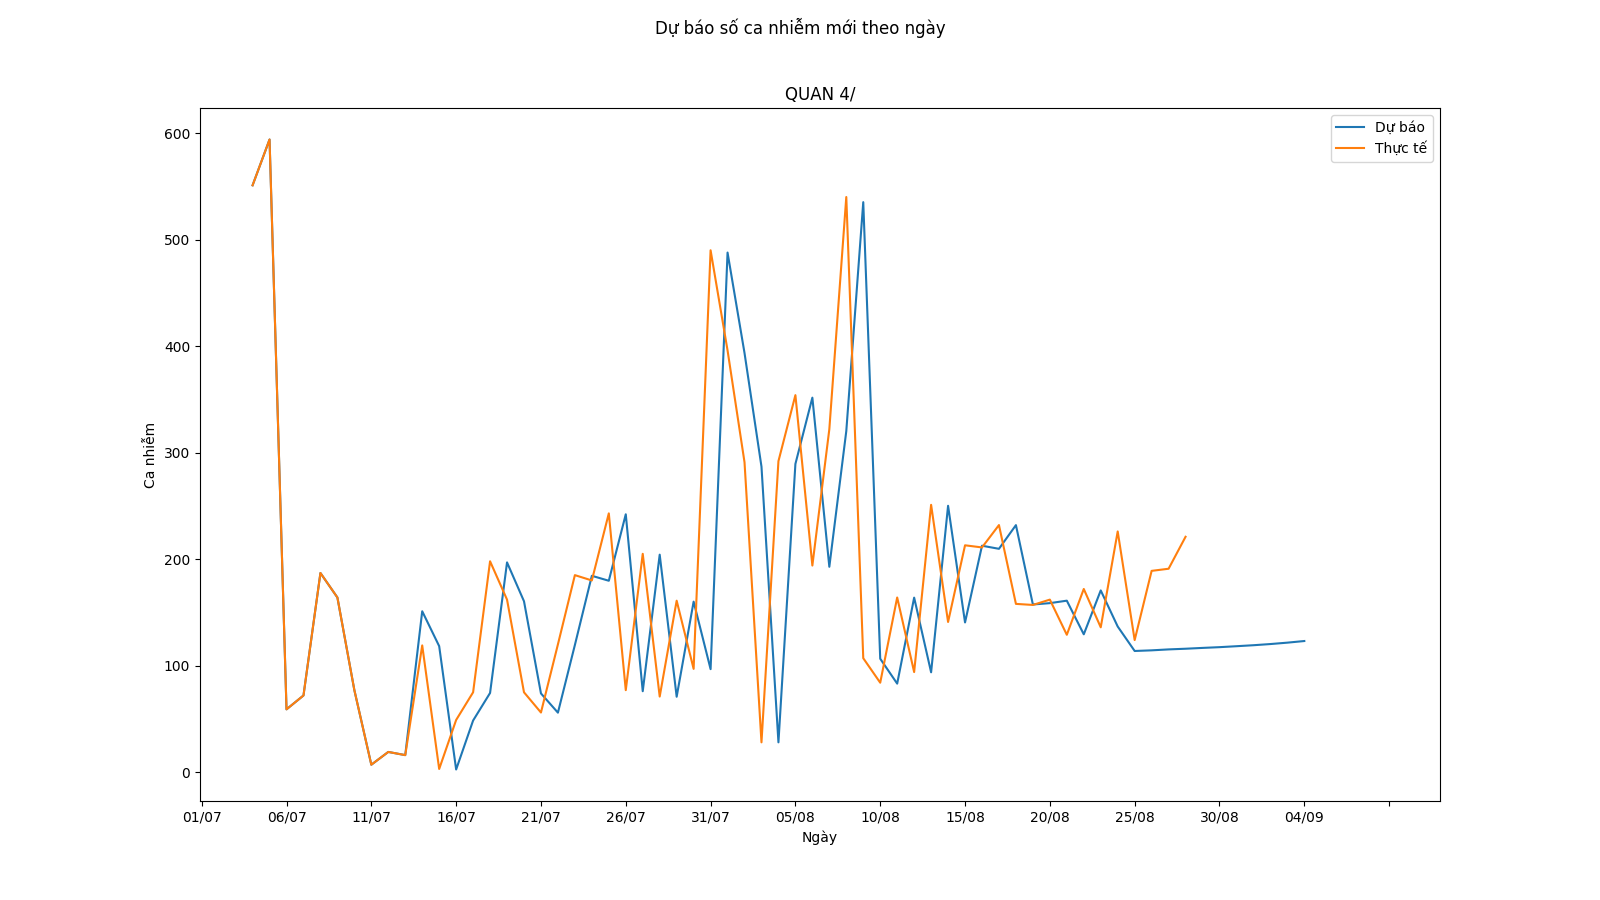 Dự báo số ca nhiễm mới theo ngày
QUAN 4/
Dự báo
Thực tế
Ca nhiễm
600
500
400
300
200
100
0
01/07 06/07 11/07 16/07 21/07 26/07 31/07 05/08 10/08 15/08 20/08 25/08 30/08 04/09
Ngày